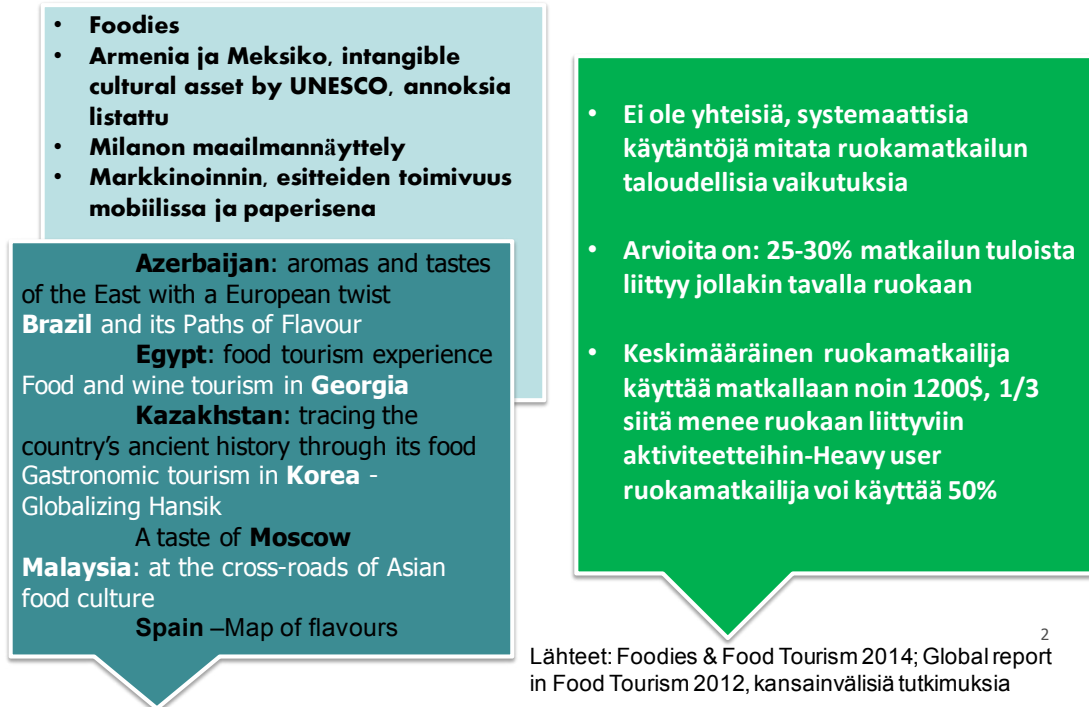 • Foodies
• Armenia ja Meksiko, intangible
cultural asset by UNESCO, annoksia
listattu
• Milanon maailmannäyttely
• Markkinoinnin, esitteiden toimivuus
mobiilissa ja paperisena
Azerbaijan: aromas and tastes
of the East with a European twist
Brazil and its Paths of Flavour
Egypt: food tourism experience
Food and wine tourism in Georgia
Kazakhstan: tracing the
country's ancient history through its food
Gastronomic tourism in Korea -
Globalizing Hansik
A taste of Moscow
Malaysia: at the cross-roads of Asian
food culture
Spain –Map of flavours
• Ei ole yhteisiä, systemaattisia
käytäntöjä mitata ruokamatkailun
taloudellisia vaikutuksia
• Arvioita on: 25-30% matkailun tuloista
liittyy jollakin tavalla ruokaan
• Keskimääräinen ruokamatkailija
käyttää matkallaan noin 1200$, 1/3
siitä menee ruokaan liittyviin
aktiviteetteihin-Heavy user
ruokamatkailija voi käyttää 50%
2
Lähteet: Foodies & Food Tourism 2014; Global report
in Food Tourism 2012, kansainvälisiä tutkimuksia